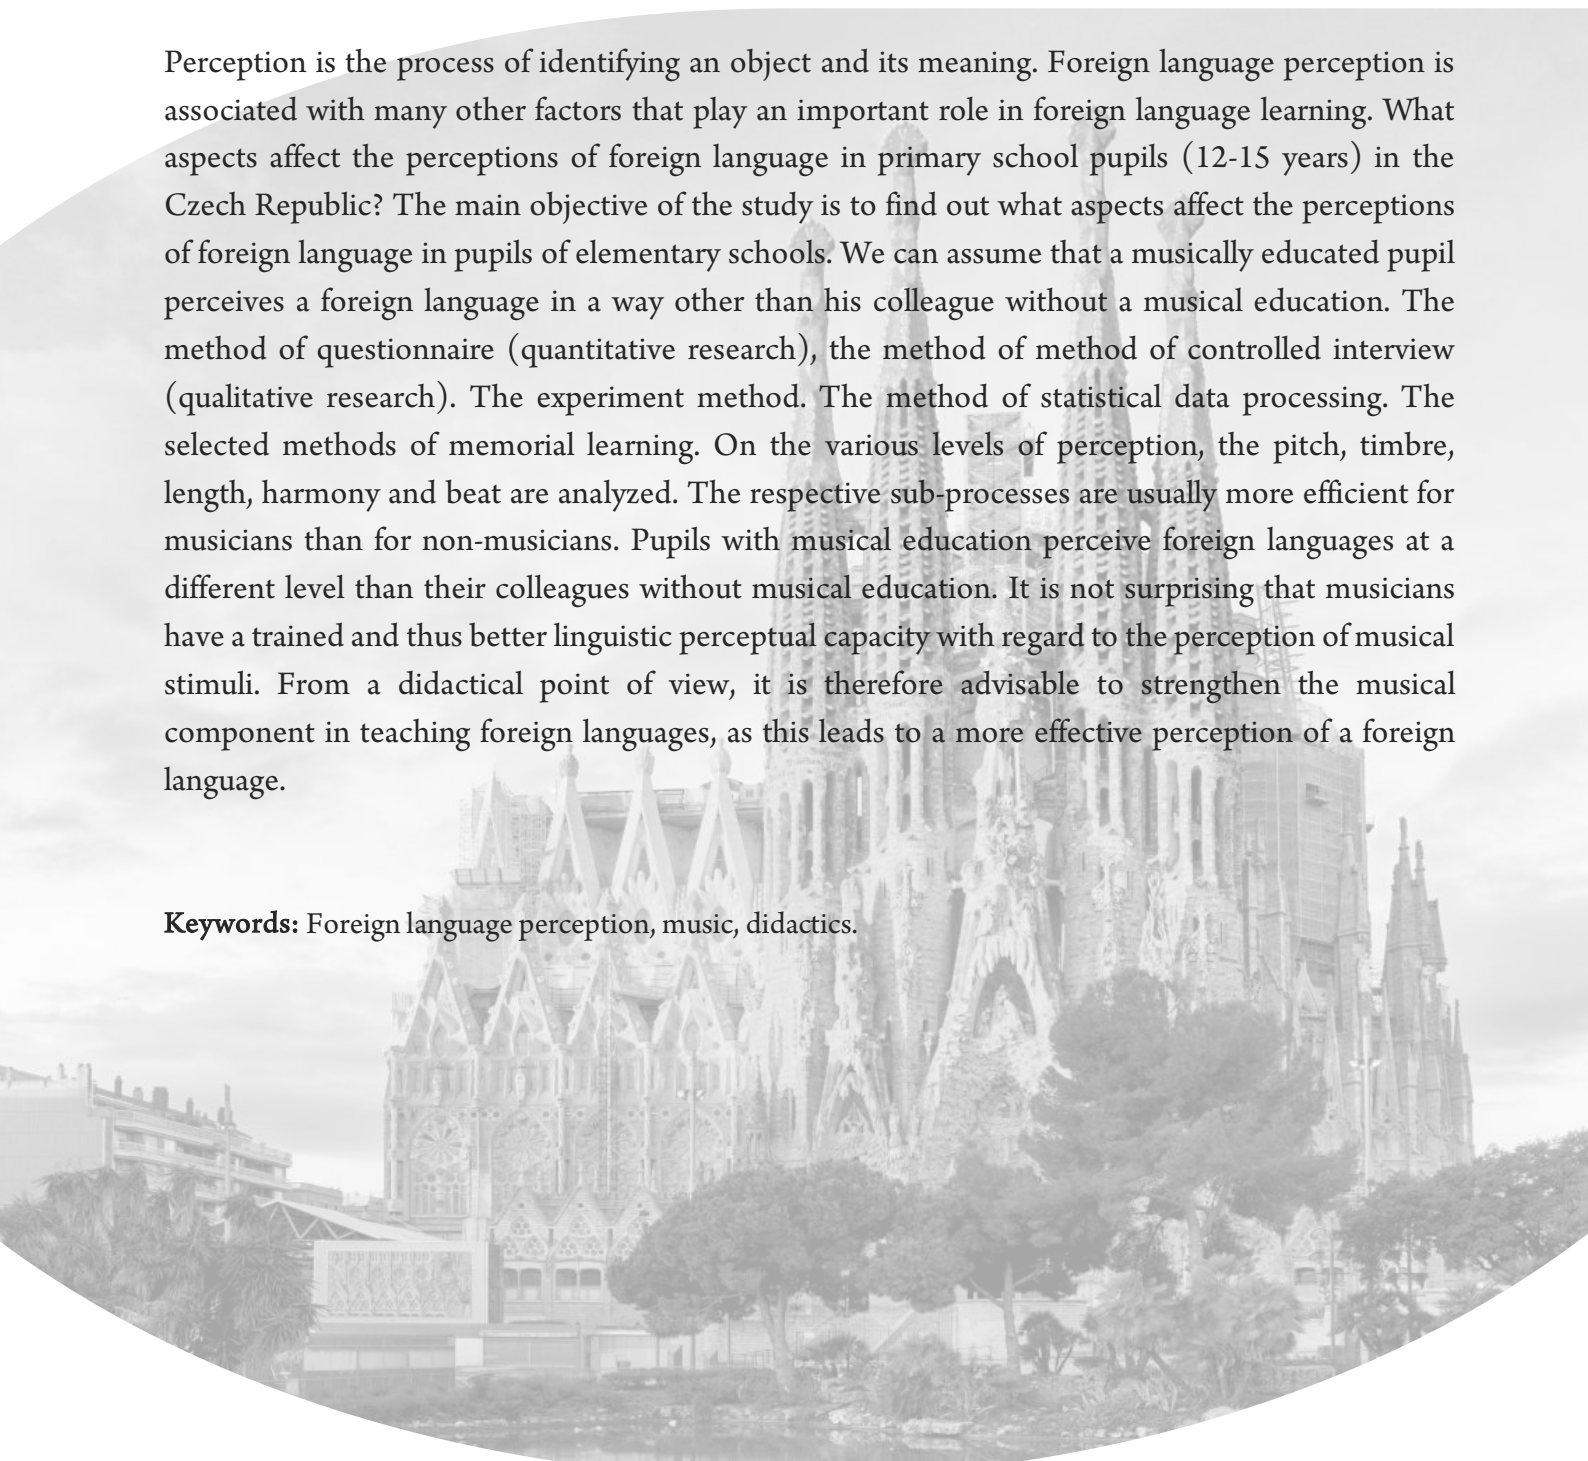 Perception is the process of identifying an object and its meaning. Foreign language perception is
associated with many other factors that play an important role in foreign language learning. What
aspects affect the perceptions of foreign language in primary school pupils (12-15 years) in the
Czech Republic? The main objective of the study is to find out what aspects affect the perceptions
of foreign language in pupils of elementary schools. We can assume that a musically educated pupil
perceives a foreign language in a way other than his colleague without a musical education. The
method of questionnaire (quantitative research), the method of method of controlled interview
(qualitative research). The experiment method. The method of statistical data processing. The
selected methods of memorial learning. On the various levels of perception, the pitch, timbre,
length, harmony and beat are analyzed. The respective sub-processes are usually more efficient for
musicians than for non-musicians. Pupils with musical education perceive foreign languages at a
different level than their colleagues without musical education. It is not surprising that musicians
have a trained and thus better linguistic perceptual capacity with regard to the perception of musical
stimuli. From a didactical point of view, it is therefore advisable to strengthen the musical
component in teaching foreign languages, as this leads to a more effective perception of a foreign
language.
Keywords: Foreign language perception, music, didactics.